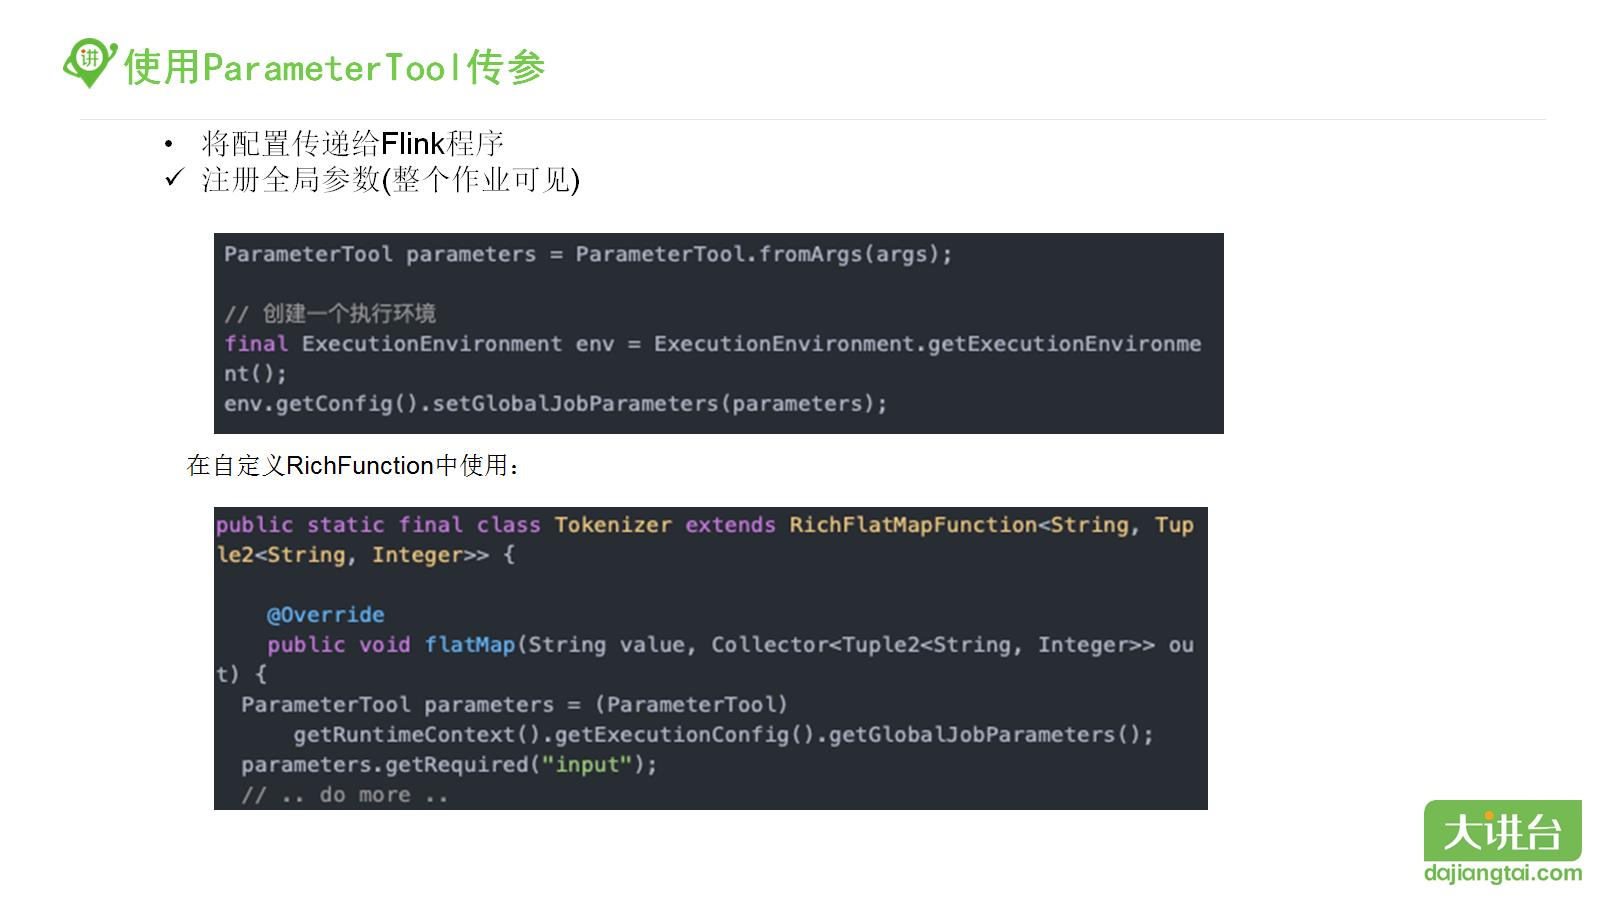 讲
使用ParameterTool传参
• 将配置传递给Flink程序
✓ 注册全局参数(整个作业可见)
ParameterTool parameters = ParameterTool.fromArgs(args);
// 创建一个执行环境
final ExecutionEnvironment env = ExecutionEnvironment.getExecutionEnvironme
nt();
env.getConfig().setGlobalJobParameters(parameters);
在自定义RichFunction中使用：
public static final class Tokenizer extends RichFlatMapFunction<String, Tup
le2<String, Integer>> {
@Override
public void flatMap(String value, Collector<Tuple2<String, Integer>> ou
t) {
ParameterTool parameters = (ParameterTool)
getRuntimeContext().getExecutionConfig().getGlobalJobParameters();
parameters.getRequired("input");
// .. do more ..
大讲台
dajiangtai.com